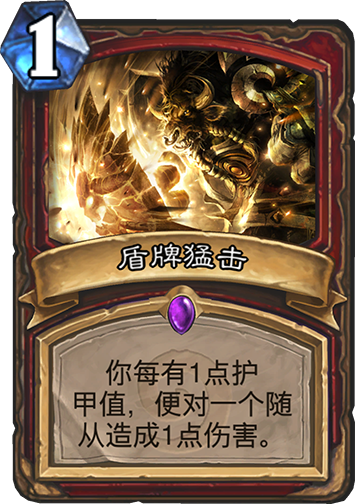 1
盾牌猛击
你每有1点护
甲值，便对一个随
从造成1点伤害。